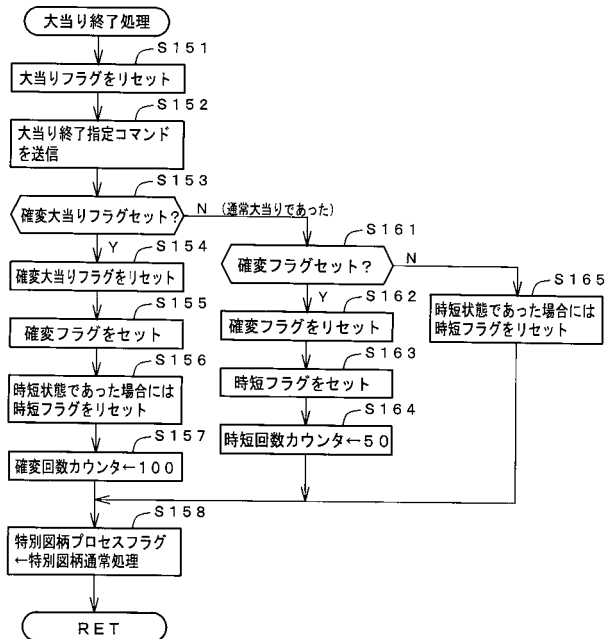 大当り終了処理
S151
大当りフラグをリセット
S152
大当り終了指定コマンド
を送信
S153
確変大当りフラグセット?
N (通常大当りであった)
Y
S154
確変大当りフラグをリセット
S155
確変フラグをセット
S156
時短状態であった場合には
時短フラグをリセット
S157
確変回数カウンタ←100
S161
確変フラグセット?
N
Y
S162
確変フラグをリセット
S163
時短フラグをセット
S164
時短回数カウンタ←50
S165
時短状態であった場合には
時短フラグをリセット
S158
特別図柄プロセスフラグ
←特別図柄通常処理
RET